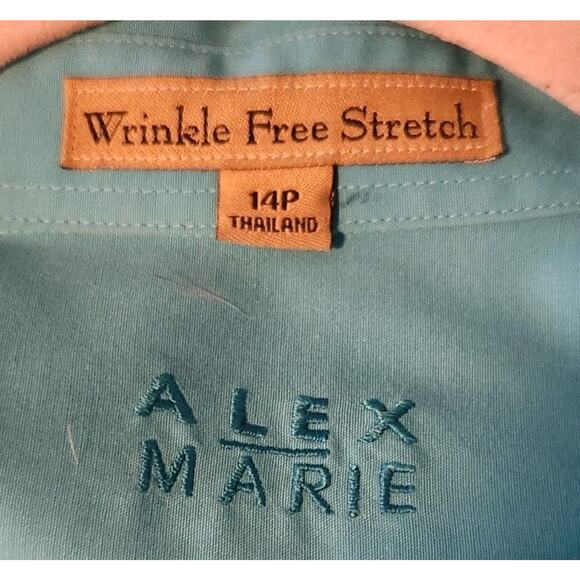 Wrinkle Free Stretch
14P
THAILAND
ALEX
MARIE